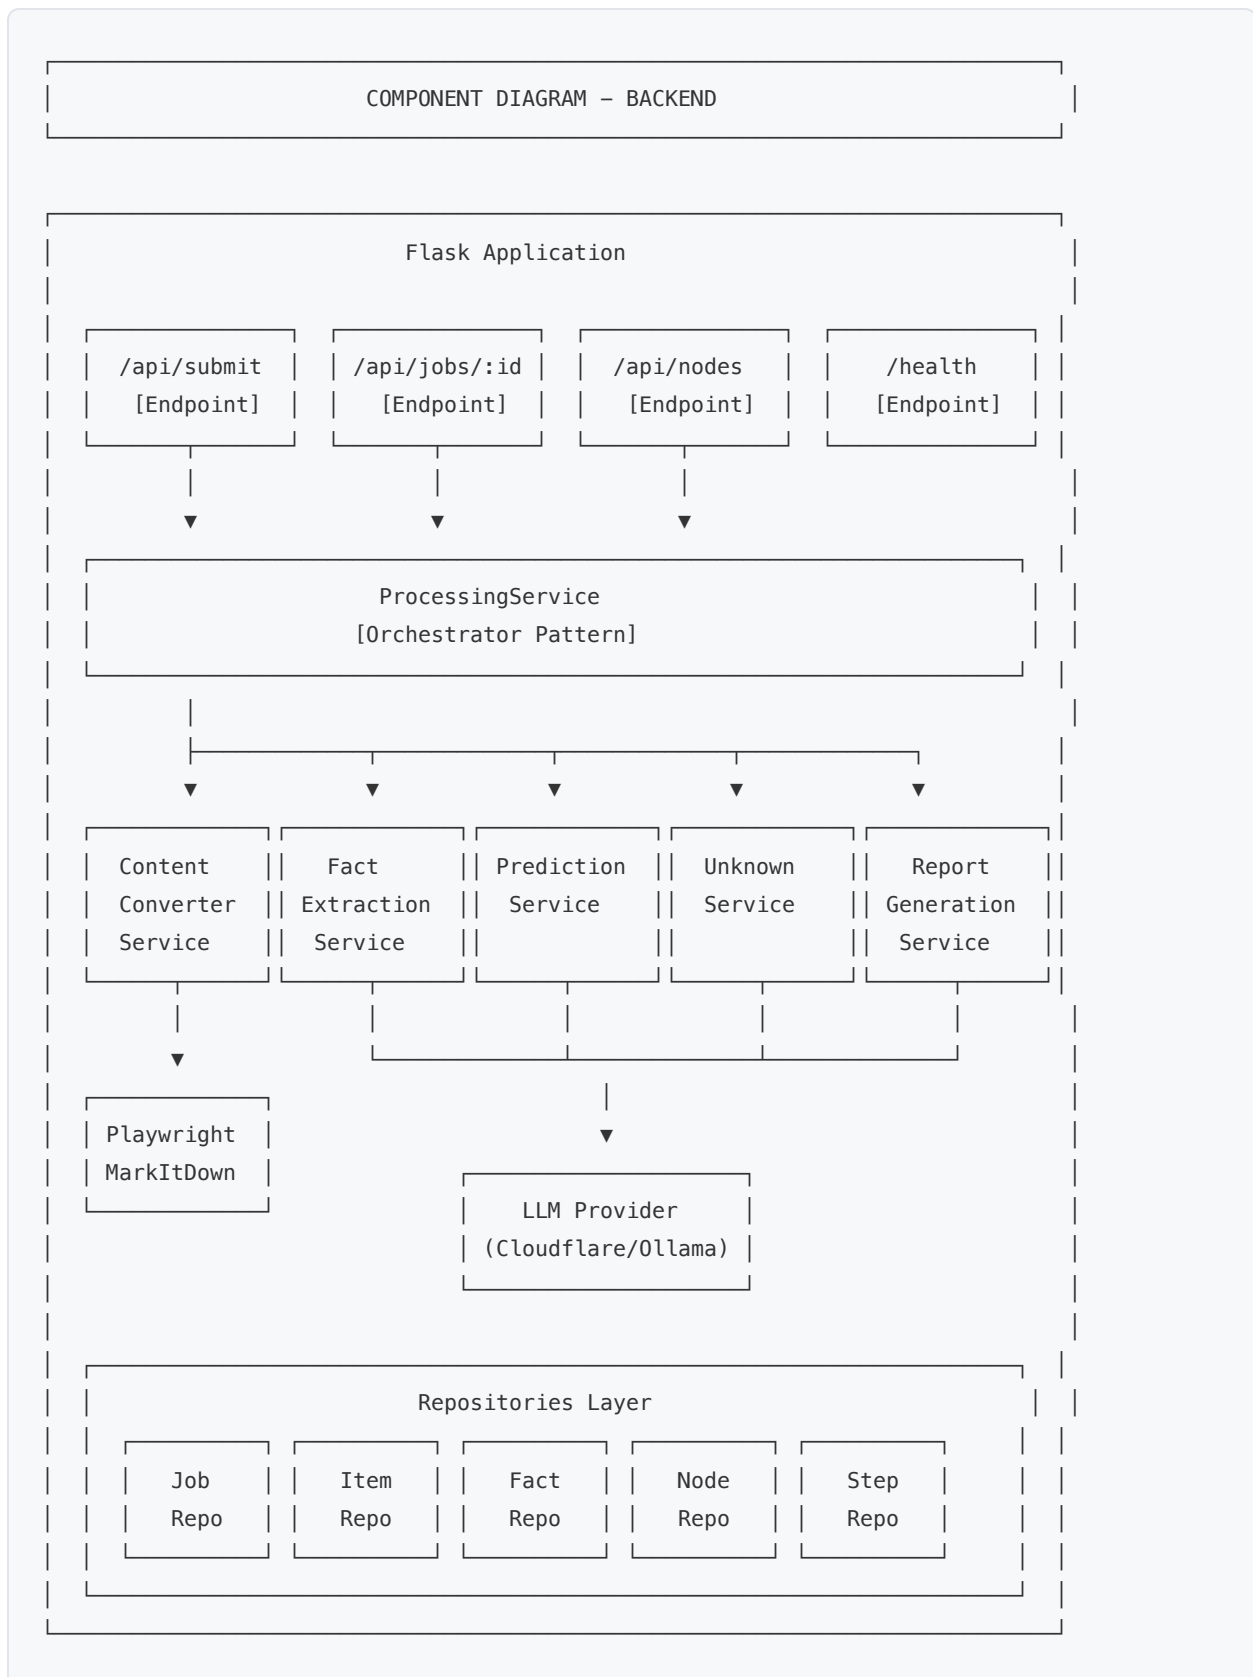 COMPONENT DIAGRAM – BACKEND
Flask Application
/api/submit /api/jobs/:id /api/nodes /health
[Endpoint] [Endpoint] [Endpoint] [Endpoint]
ProcessingService
[Orchestrator Pattern]
Content Fact Prediction Unknown Report
Converter Extraction Service Service Generation
Service Service Service
Playwright
MarkItDown
LLM Provider
(Cloudflare/Ollama)
Repositories Layer
Job Item Fact Node Step
Repo Repo Repo Repo Repo